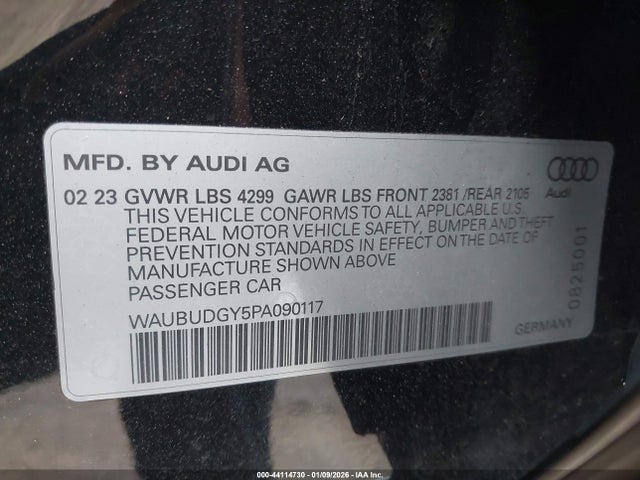 MFD. BY AUDI AG
Audi
02 23 GVWR LBS 4299 GAWR LBS FRONT 2381 /REAR 2105
THIS VEHICLE CONFORMS TO ALL APPLICABLE U.S.
FEDERAL MOTOR VEHICLE SAFETY, BUMPER AND THEFT
PREVENTION STANDARDS IN EFFECT ON THE DATE OF
MANUFACTURE SHOWN ABOVE
PASSENGER CAR
WAUBUDGY5PA090117
0825001
GERMANY
000-44114730 - 01/09/2026 - IAAI Inc.